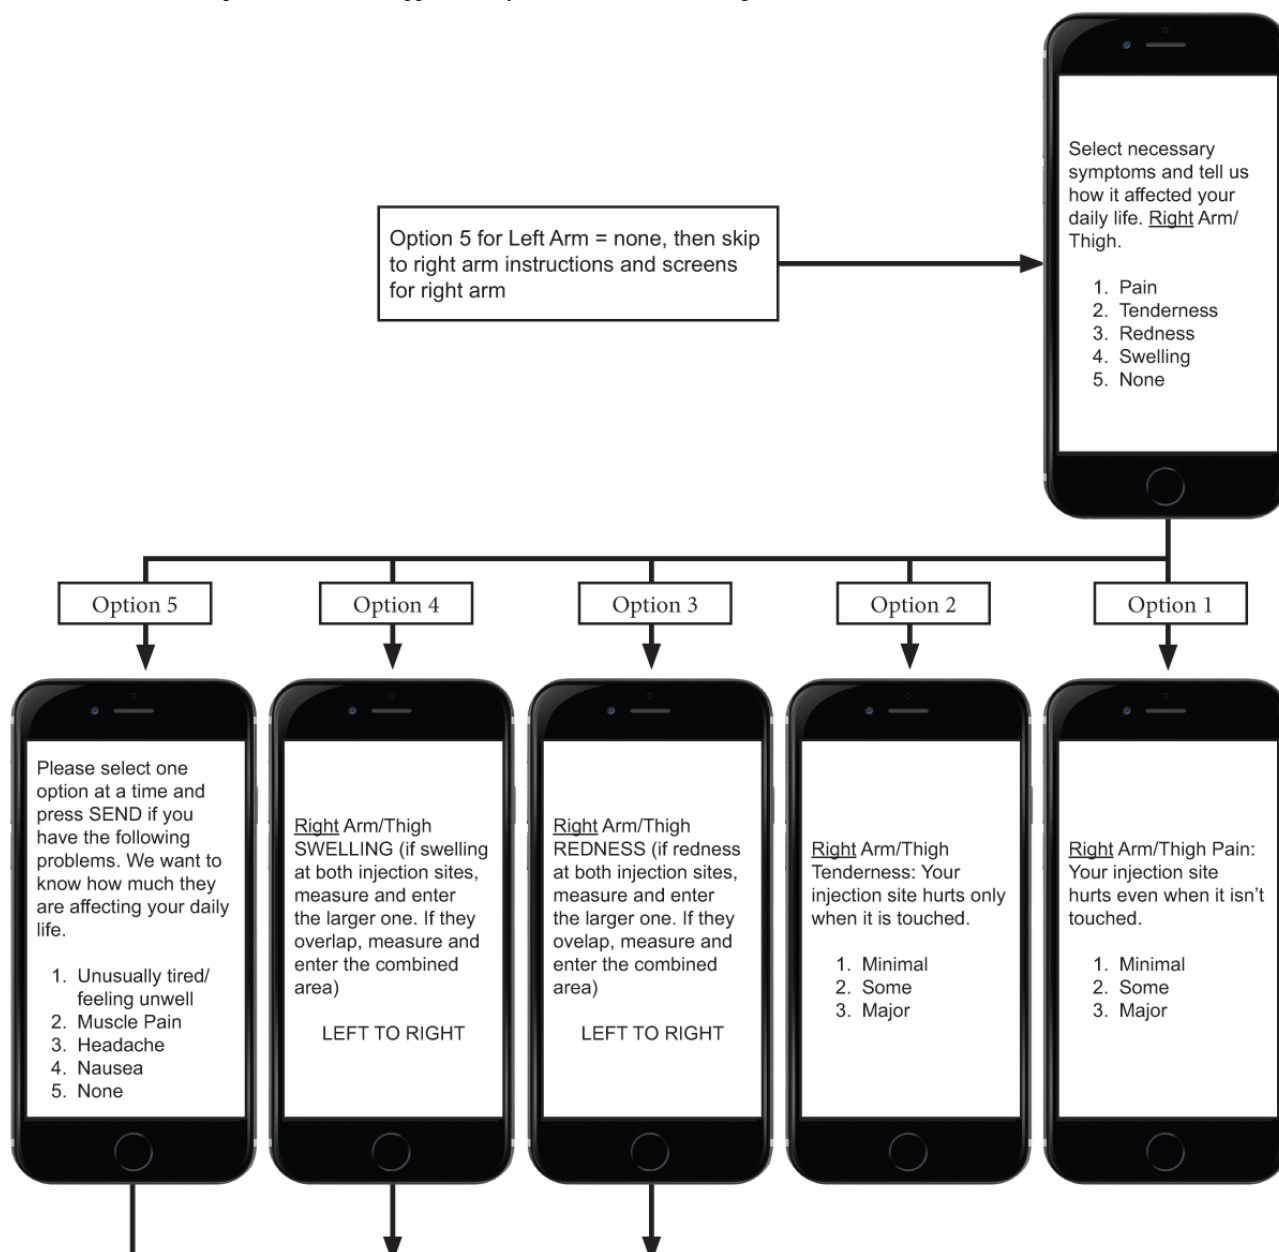 Select necessary
symptoms and tell us
how it affected your
daily life. Right Arm/
Thigh.
1. Pain
2. Tenderness
3. Redness
4. Swelling
5. None
Option 5 for Left Arm = none, then skip
to right arm instructions and screens
for right arm
Option 5
Option 4
Option 3
Option 2
Option 1
Please select one
option at a time and
press SEND if you
have the following
problems. We want to
know how much they
are affecting your daily
life.
1. Unusually tired/
feeling unwell
2. Muscle Pain
3. Headache
4. Nausea
5. None
Right Arm/Thigh
SWELLING (if swelling
at both injection sites,
measure and enter
the larger one. If they
overlap, measure and
enter the combined
area)
LEFT TO RIGHT
Right Arm/Thigh
REDNESS (if redness
at both injection sites,
measure and enter
the larger one. If they
ovelap, measure and
enter the combined
area)
LEFT TO RIGHT
Right Arm/Thigh
Tenderness: Your
injection site hurts only
when it is touched.
1. Minimal
2. Some
3. Major
Right Arm/Thigh Pain:
Your injection site
hurts even when it isn't
touched.
1. Minimal
2. Some
3. Major